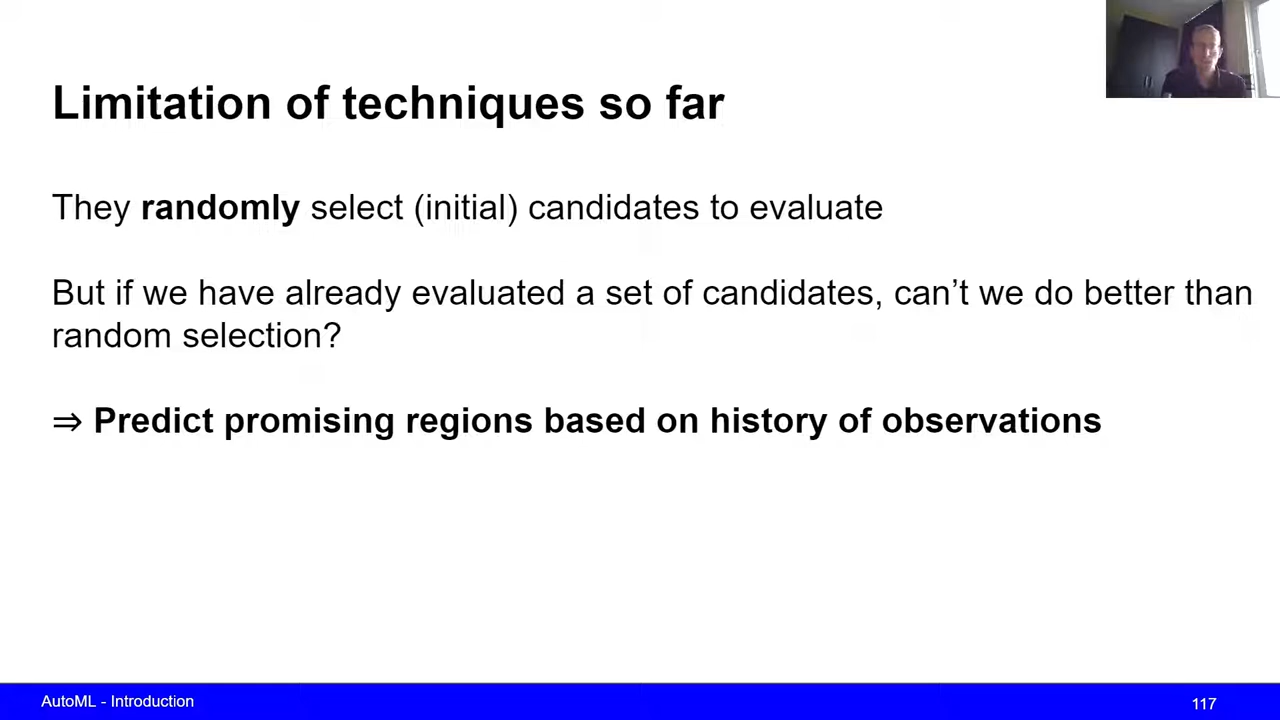 Limitation of techniques so far
They randomly select (initial) candidates to evaluate
But if we have already evaluated a set of candidates, can't we do better than
random selection?
⇒ Predict promising regions based on history of observations
AutoML - Introduction
117